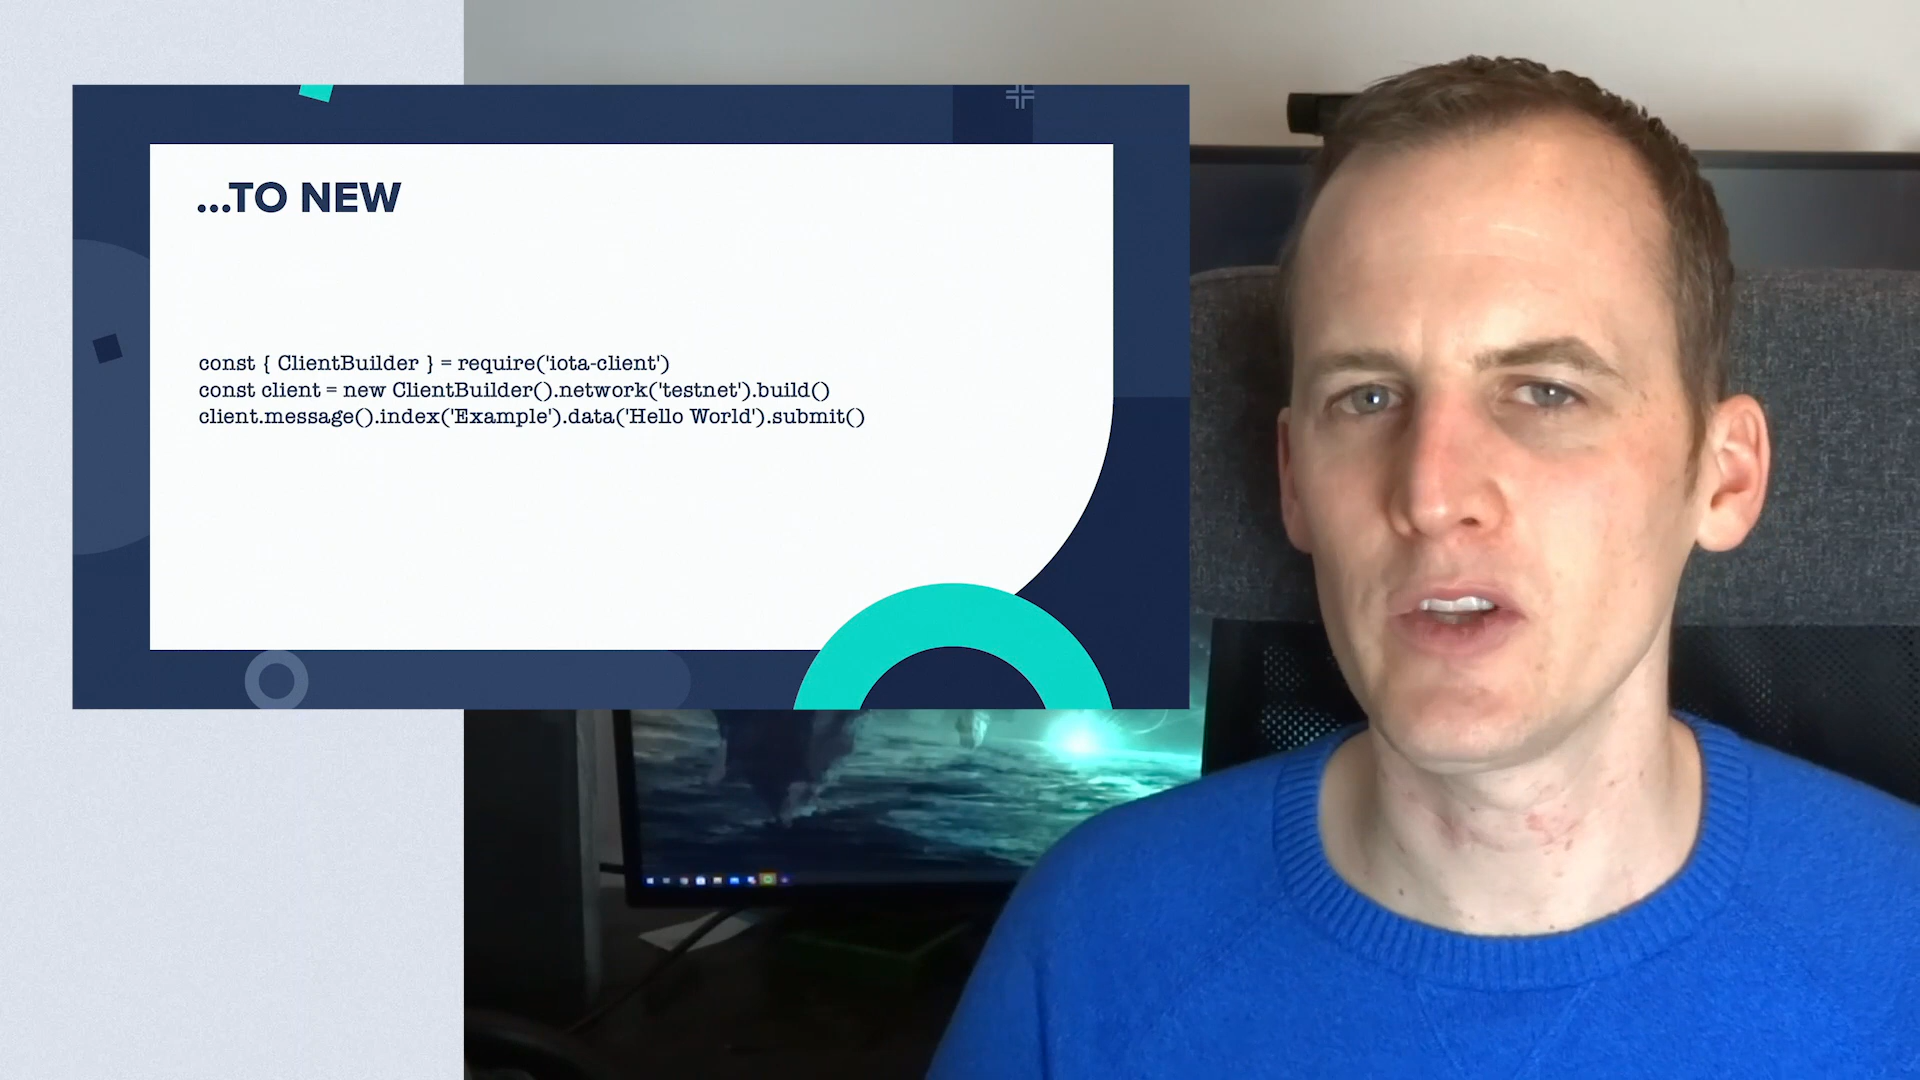 ...TO NEW
const { ClientBuilder } = require('iota-client')
const client = new ClientBuilder().network('testnet').build()
client.message().index('Example').data('Hello World').submit()